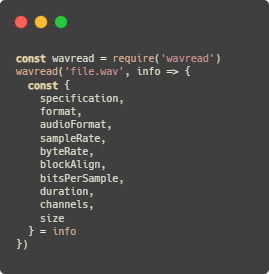 const wavread = require('wavread')
wavread('file.wav', info => {
  const {
    specification,
    format,
    audioFormat,
    sampleRate,
    byteRate,
    blockAlign,
    bitsPerSample,
    duration,
    channels,
    size
  } = info
})